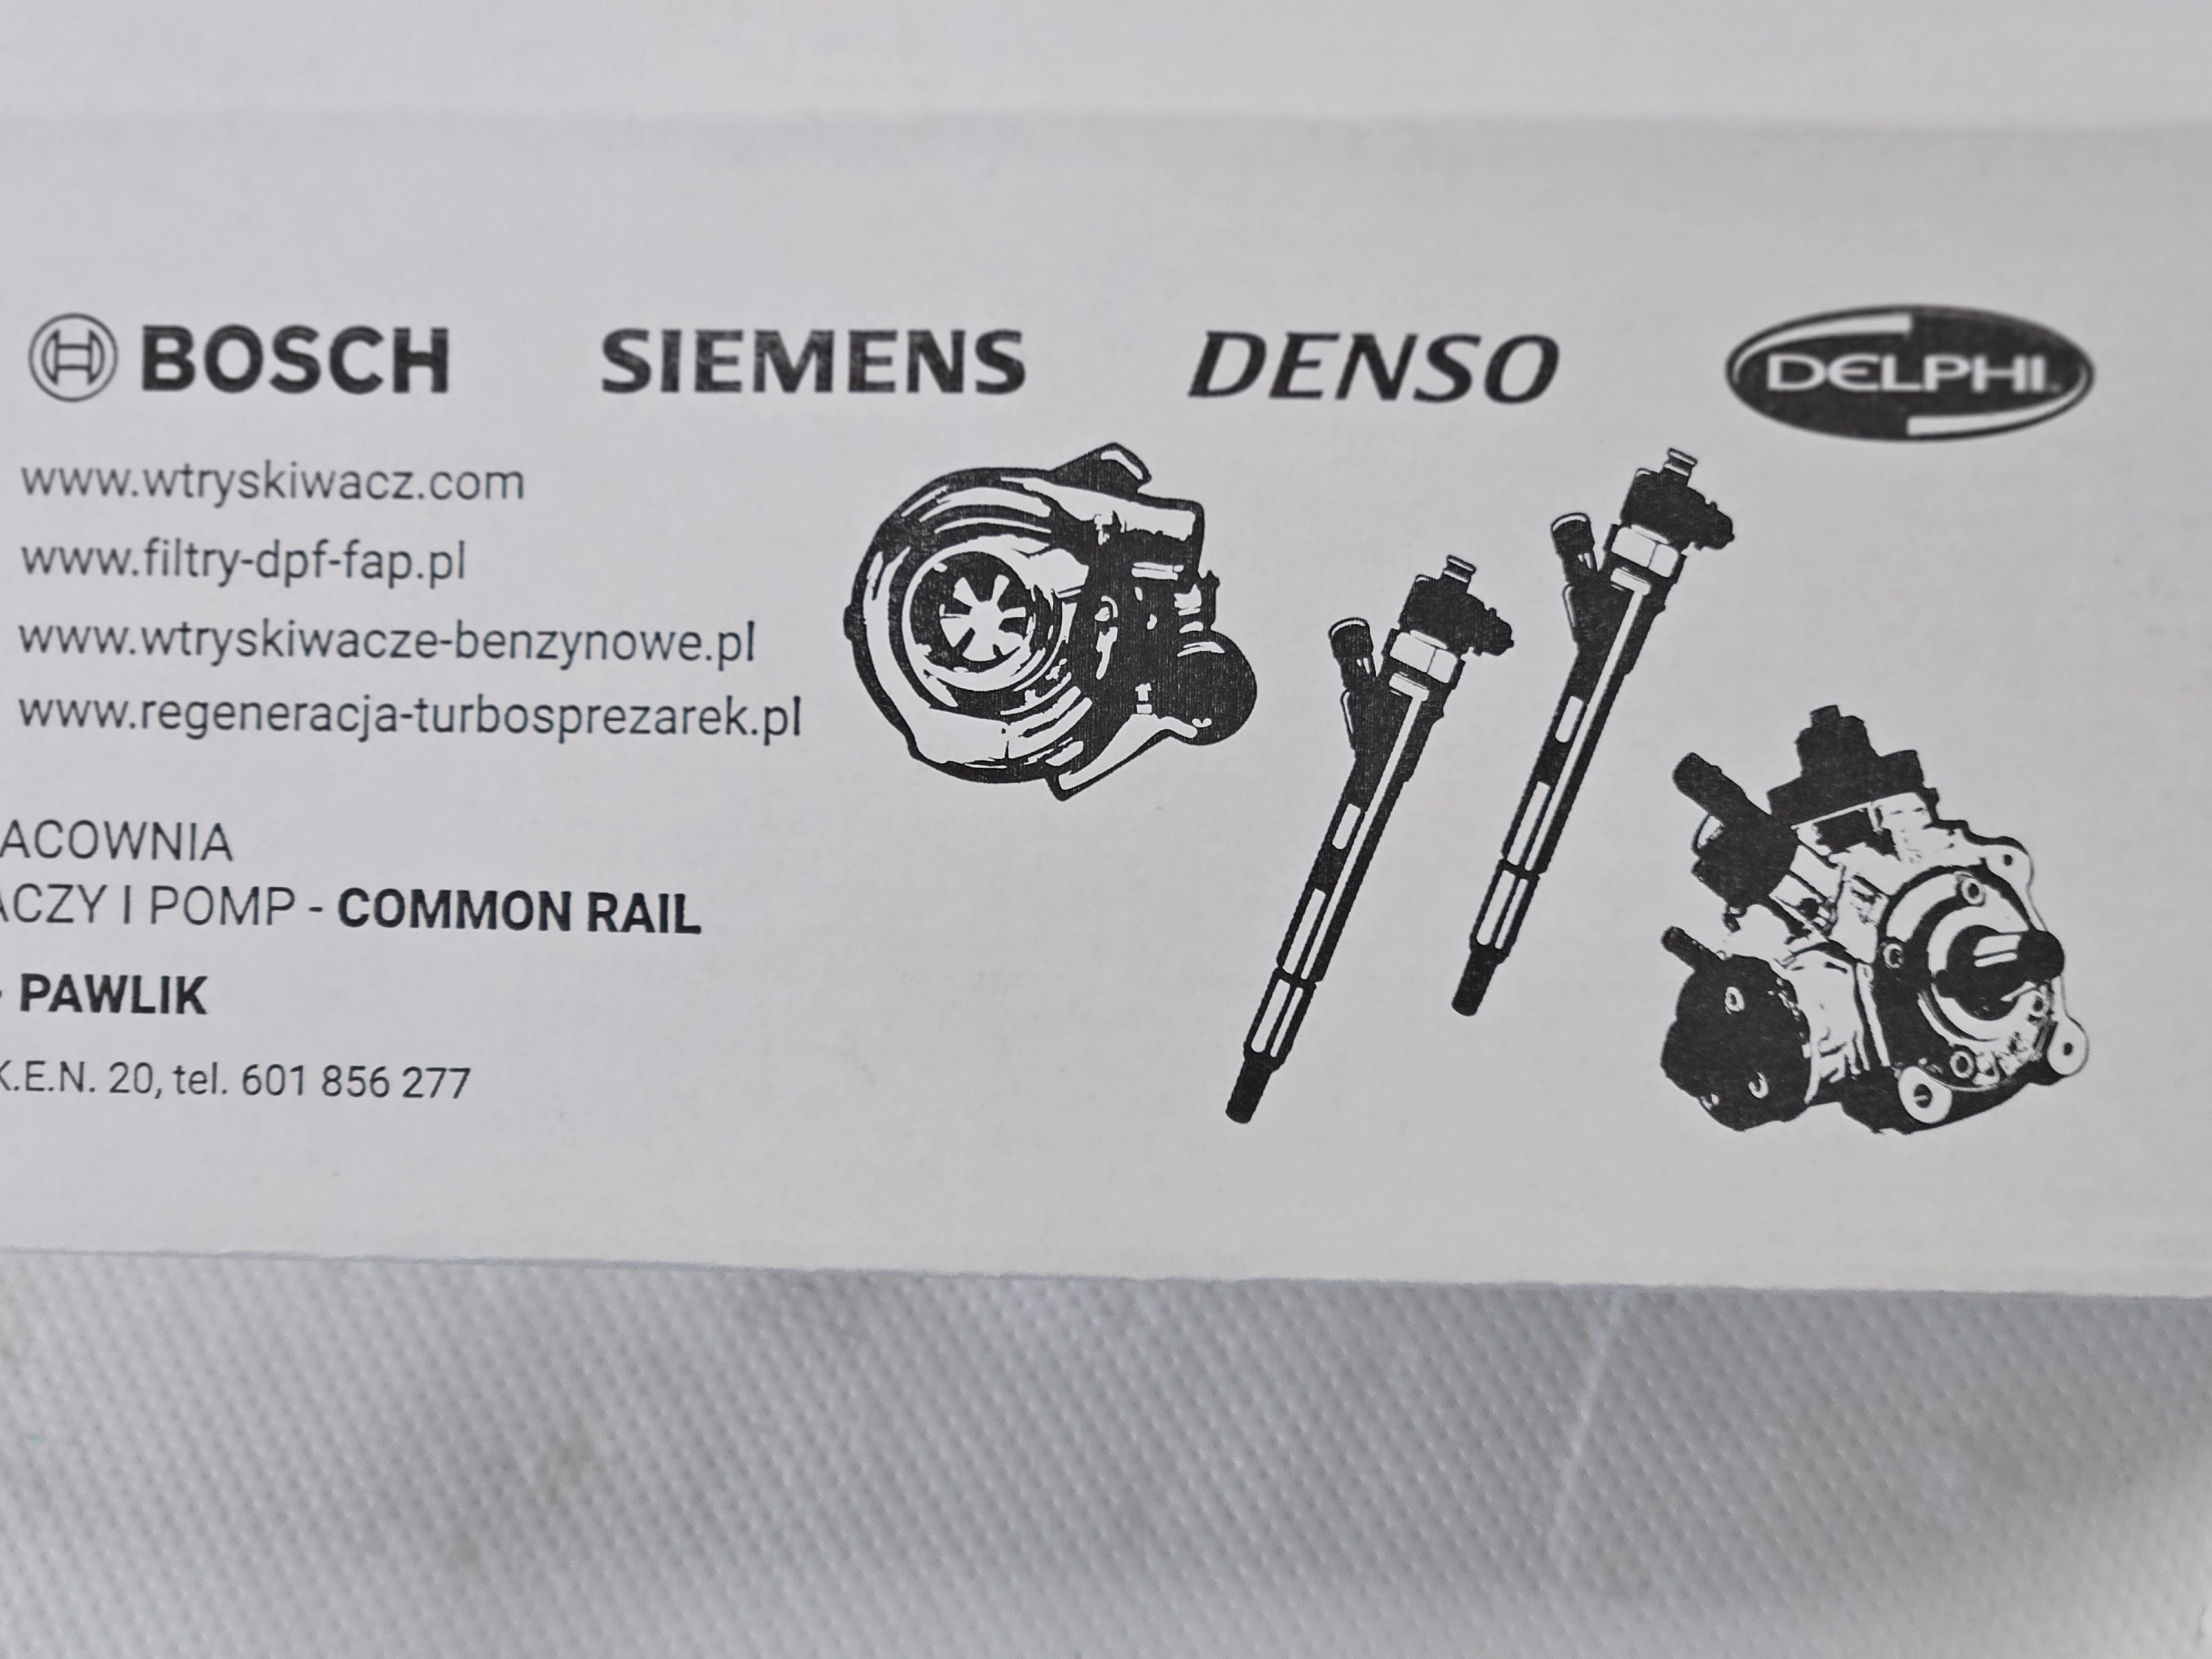 BOSCH SIEMENS DENSO DELPHI
www.wtryskiwacz.com
www.filtry-dpf-fap.pl
www.wtryskiwacze-benzynowe.pl
www.regeneracja-turbosprezarek.pl
ACOWNIA
ACZY I POMP - COMMON RAIL
- PAWLIK
K.E.N. 20, tel. 601 856 277